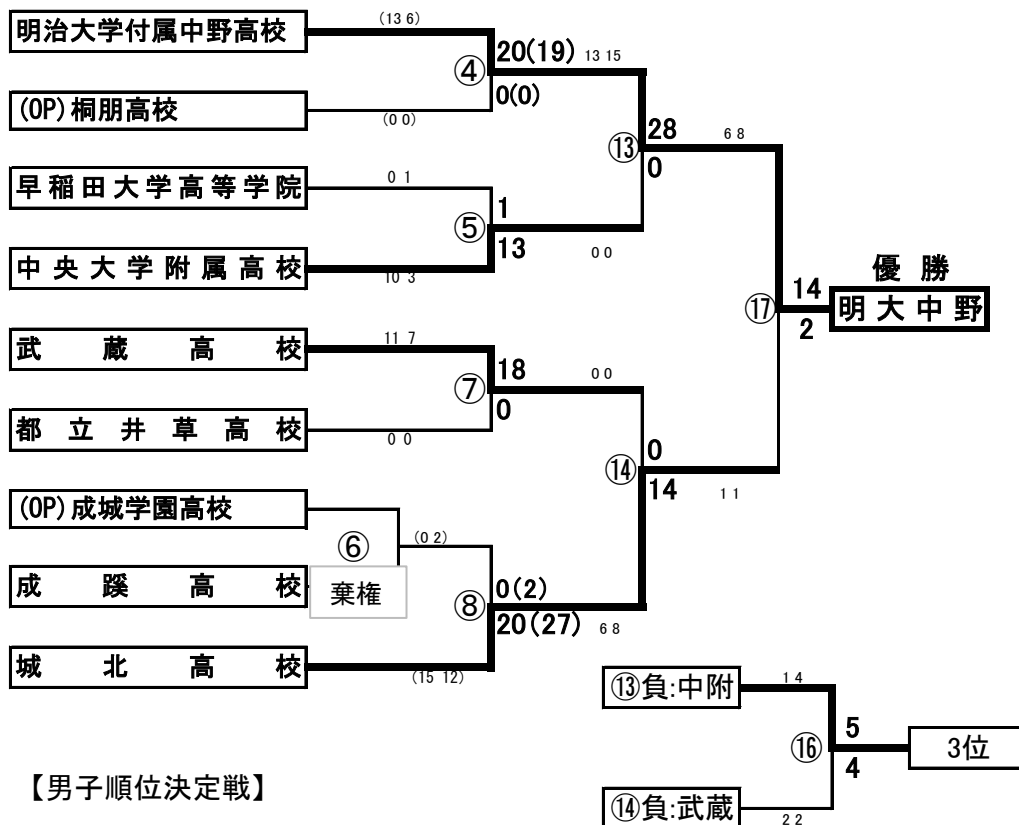 明治大学付属中野高校
(13 6)
④
20(19)
13 15
0(0)
(OP)桐朋高校
(0 0)
⑬
28
6 8
0
早稲田大学高等学院
0 1
⑤
1
13
0 0
中央大学附属高校
10 3
優勝
⑰
14
明大中野
2
武蔵高校
11 7
⑦
18
0 0
0
都立井草高校
0 0
⑭
0
14
1 1
(OP)成城学園高校
⑥
(0 2)
成蹊高校
棄権
⑧
0(2)
20(27)
6 8
城北高校
(15 12)
⑬負:中附
1 4
⑯
5
3位
4
【男子順位決定戦】
⑭負:武蔵
2 2